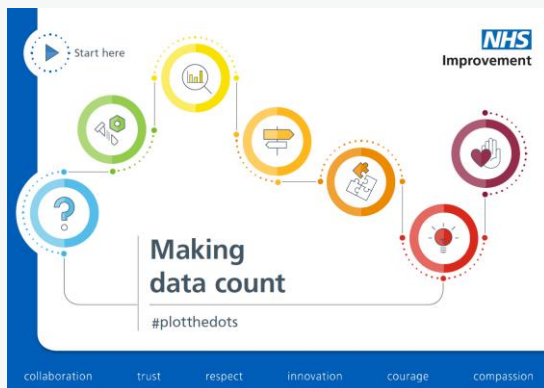 Start here
NHS
Improvement
?
Making
data count
#plotthedots
collaboration trust respect innovation courage compassion